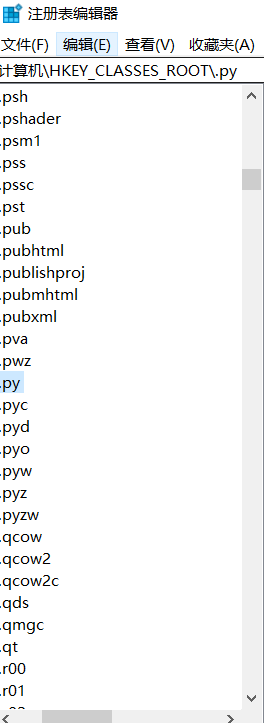 注册表编辑器
文件(F) 编辑(E) 查看(V) 收藏夹(A)
计算机\HKEY_CLASSES_ROOT\.py
.psh
.pshader
.psm1
.pss
.pssc
.pst
.pub
.pubhtml
.publishproj
.pubmhtml
.pubxml
.pva
.pwz
.py
.pyc
.pyd
.pyo
.pyw
.pyz
.pyzw
.qcow
.qcow2
.qcow2c
.qds
.qmgc
.qt
.r00
.r01